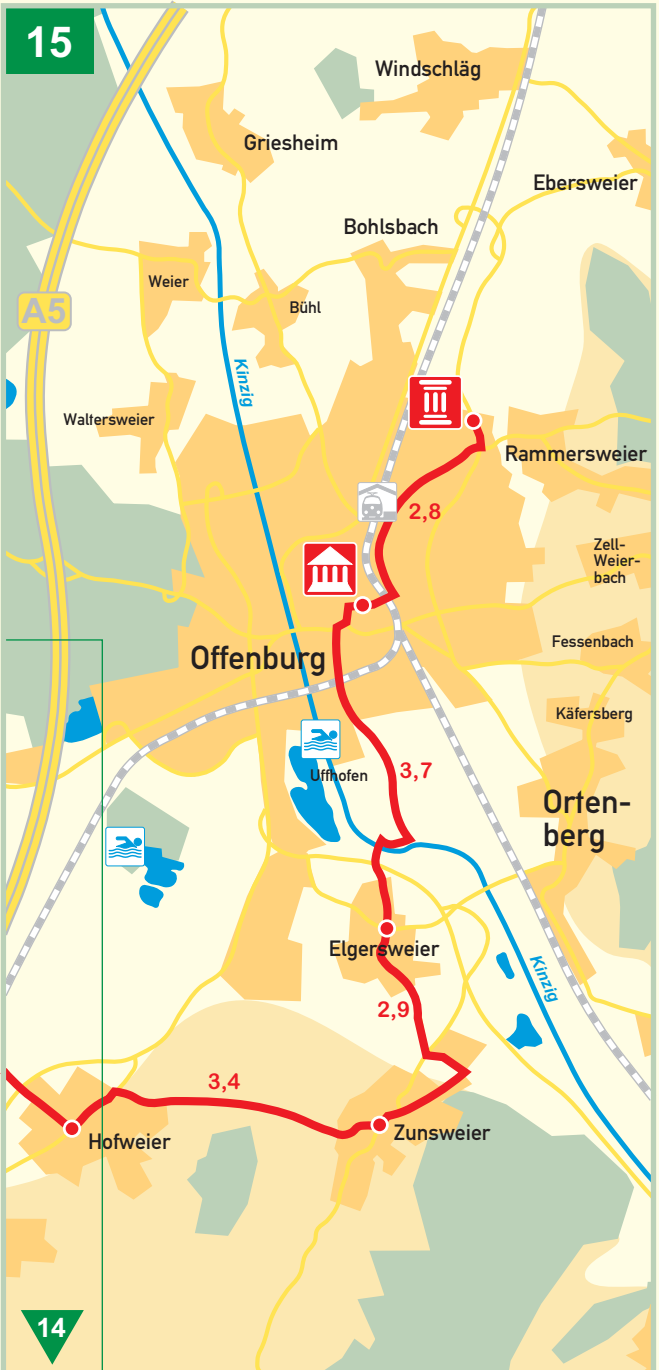 15
Windschläg
Griesheim
Ebersweier
Bohlsbach
Weier
Bühl
A5
Kinzig
Waltersweier
Rammersweier
2,8
Zell-
Weier-
bach
Offenburg
Fessenbach
Käfersberg
3,7
Uffhofen
Orten-
berg
Elgersweier
Kinzig
2,9
3,4
Zunsweier
Hofweier
14